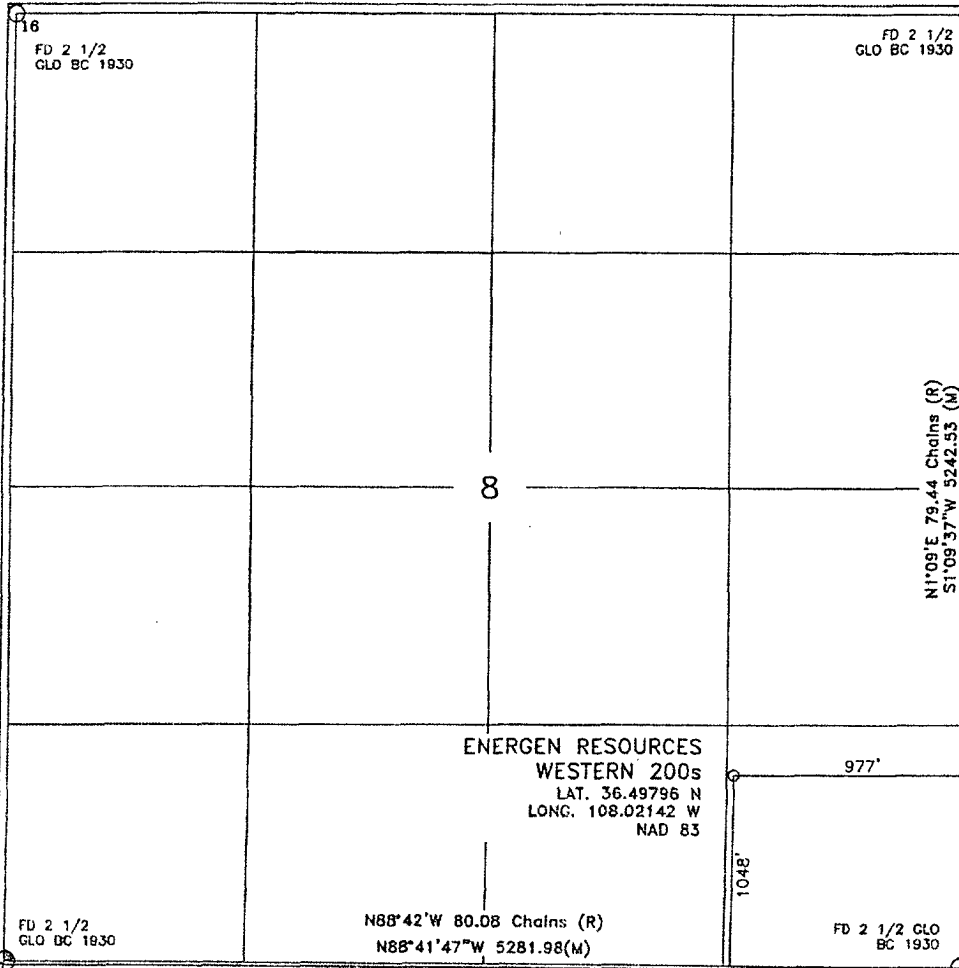 16
FD 2 1/2
GLO BC 1930
FD 2 1/2
GLO BC 1930
N1°09'E 79.44 Chains (R)
S1°09'37"W 5242.53 (M)
8
ENERGEN RESOURCES
WESTERN 200s
LAT. 36.49796 N
LONG. 108.02142 W
NAD 83
977'
1048'
FD 2 1/2
GLO BC 1930
N88°42'W 80.08 Chains (R)
N88°41'47"W 5281.98(M)
FD 2 1/2 GLO
BC 1930